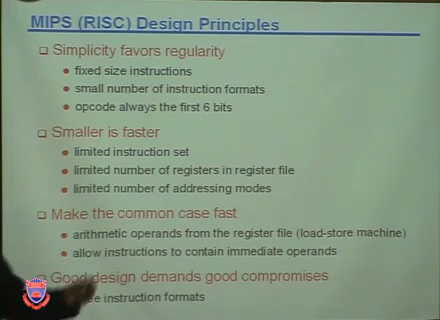 MIPS (RISC) Design Principles
Simplicity favors regularity
fixed size instructions
small number of instruction formats
opcode always the first 6 bits
Smaller is faster
limited instruction set
limited number of registers in register file
limited number of addressing modes
Make the common case fast
arithmetic operands from the register file (load-store machine)
allow instructions to contain immediate operands
Good design demands good compromises
instruction formats